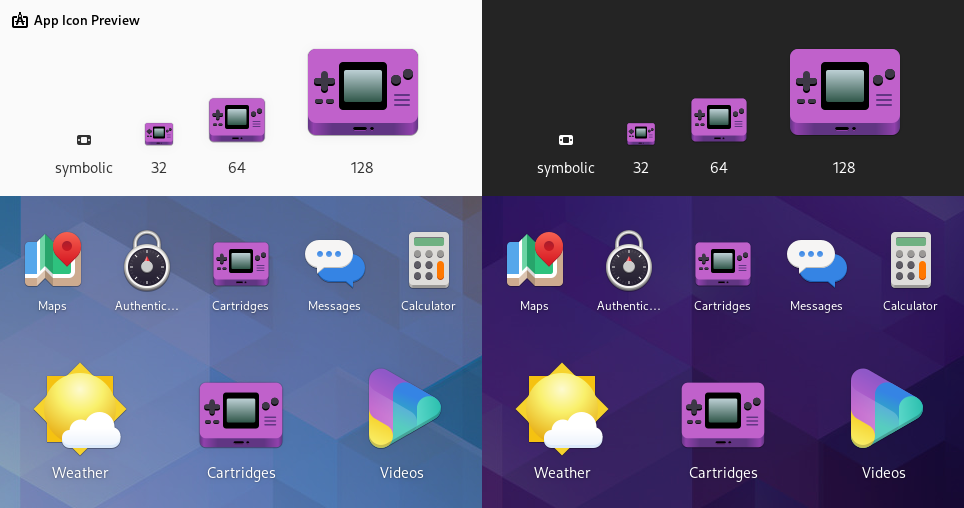 App Icon Preview
symbolic 32 64 128
symbolic 32 64 128
Maps Authentic... Cartridges Messages Calculator
Maps Authentic... Cartridges Messages Calculator
Weather Cartridges Videos
Weather Cartridges Videos